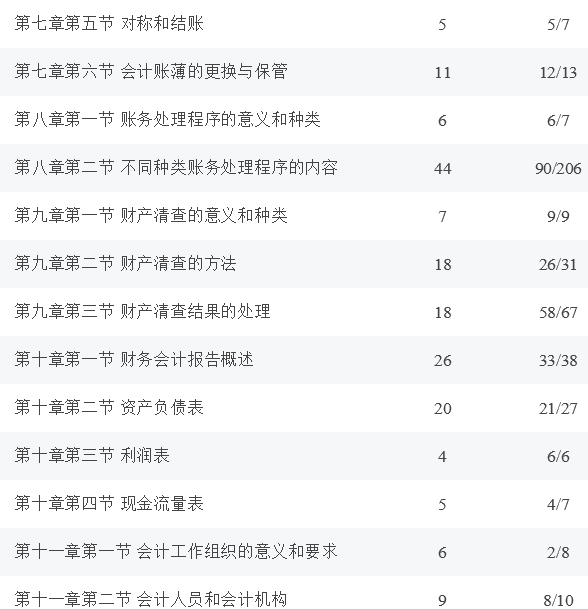 第七章第五节 对称和结账 5 5/7
第七章第六节 会计账薄的更换与保管 11 12/13
第八章第一节 账务处理程序的意义和种类 6 6/7
第八章第二节 不同种类账务处理程序的内容 44 90/206
第九章第一节 财产清查的意义和种类 7 9/9
第九章第二节 财产清查的方法 18 26/31
第九章第三节 财产清查结果的处理 18 58/67
第十章第一节 财务会计报告概述 26 33/38
第十章第二节 资产负债表 20 21/27
第十章第三节 利润表 4 6/6
第十章第四节 现金流量表 5 4/7
第十一章第一节 会计工作组织的意义和要求 6 2/8
第十一章第二节 会计人员和会计机构 9 8/10